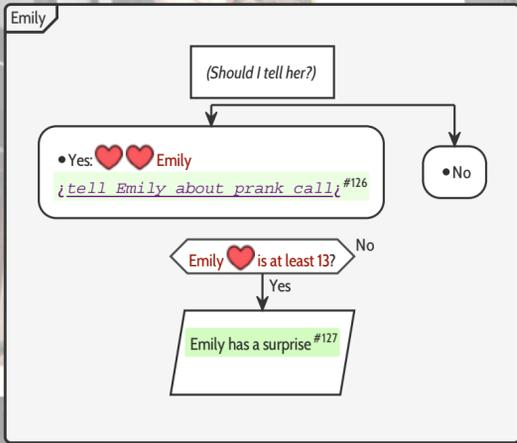 Emily
(Should I tell her?)
•Yes: ❤️❤️ Emily
¿tell Emily about prank call¿ #126
•No
Emily ❤️ is at least 13?
No
Yes
Emily has a surprise #127